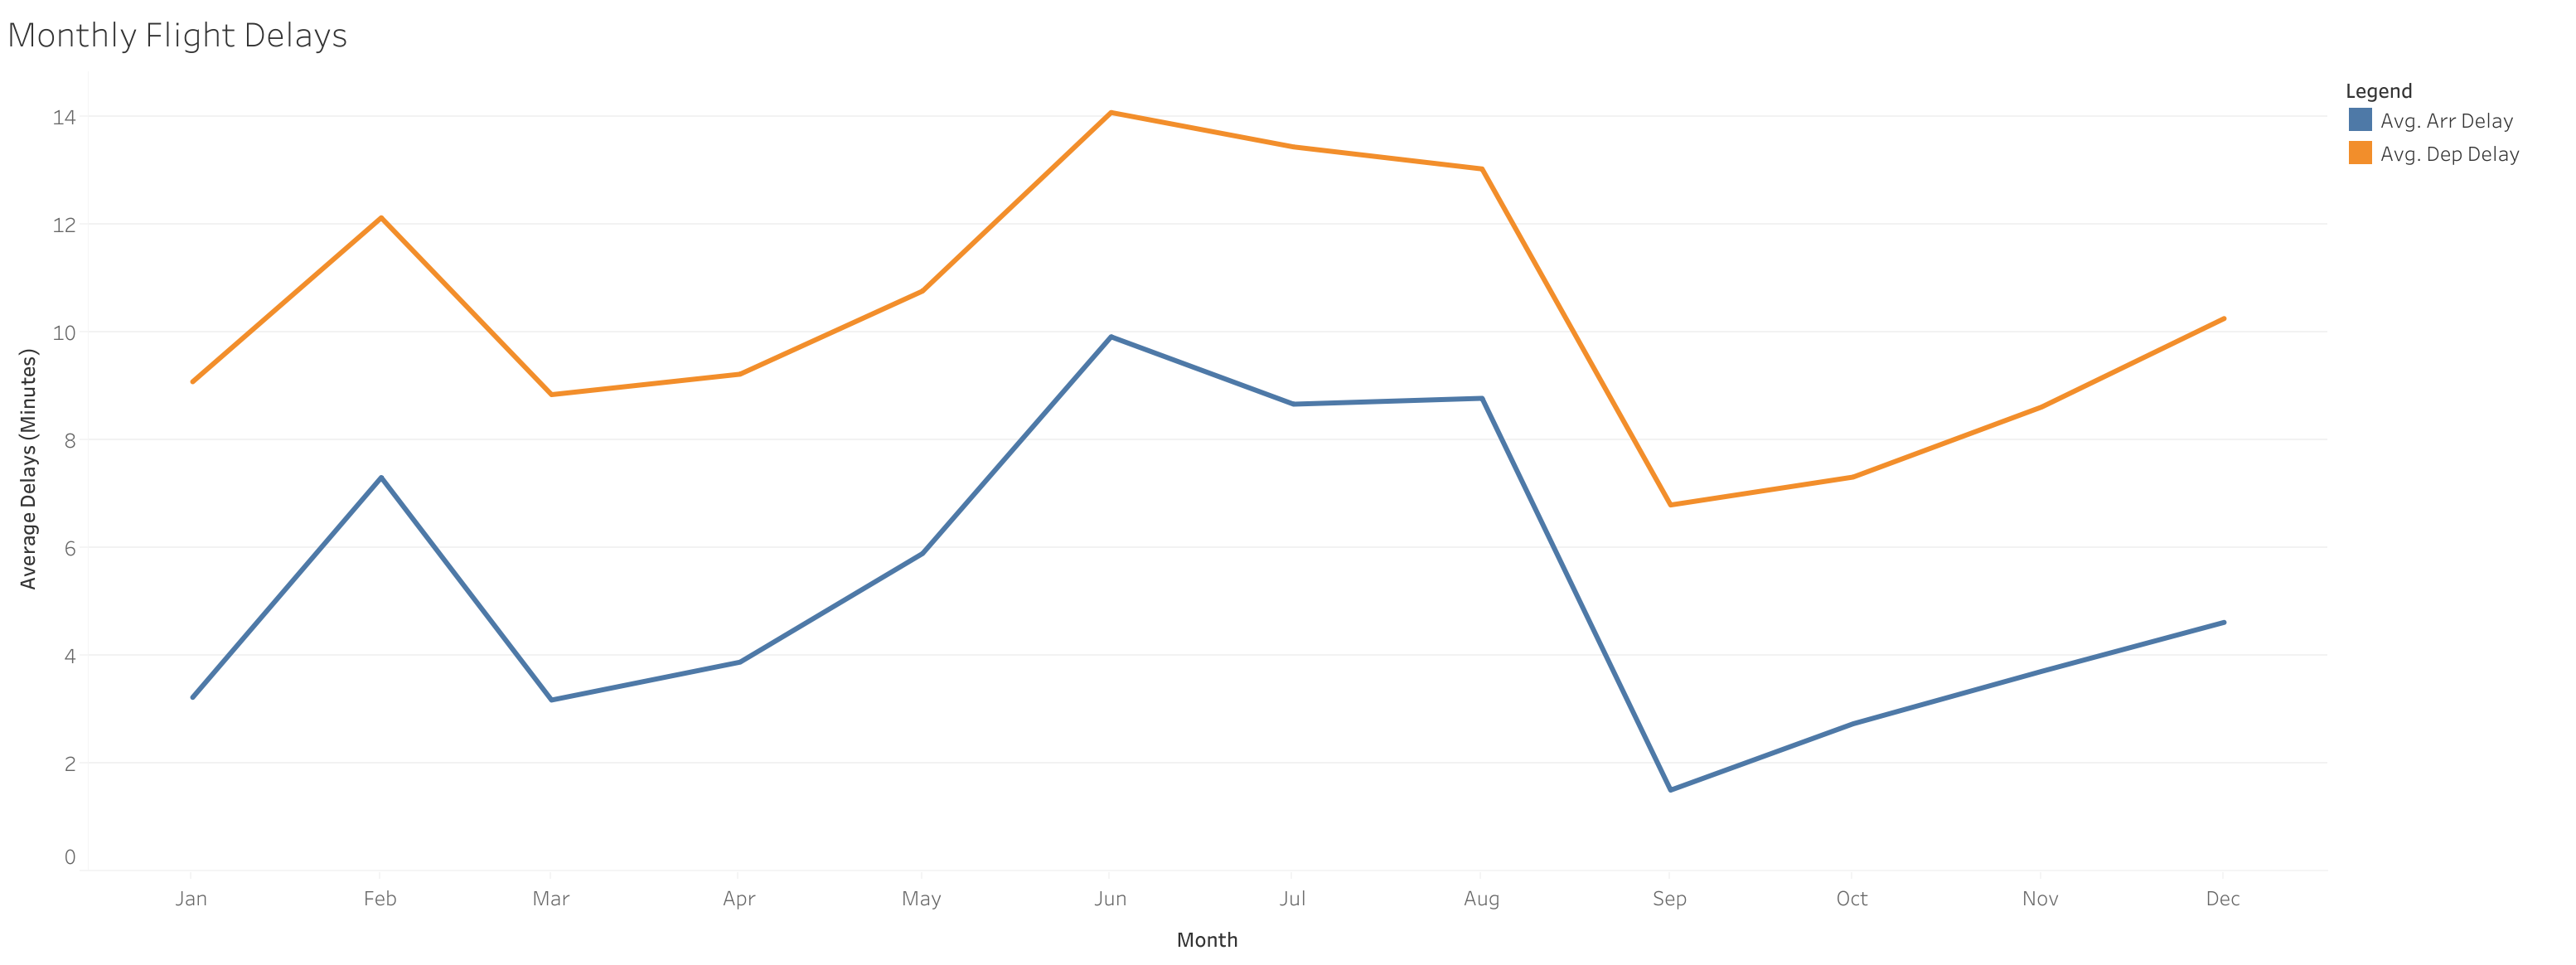 Monthly Flight Delays
Legend
Avg. Arr Delay
Avg. Dep Delay
Average Delays (Minutes)
14
12
10
8
6
4
2
0
Jan Feb Mar Apr May Jun Jul Aug Sep Oct Nov Dec
Month